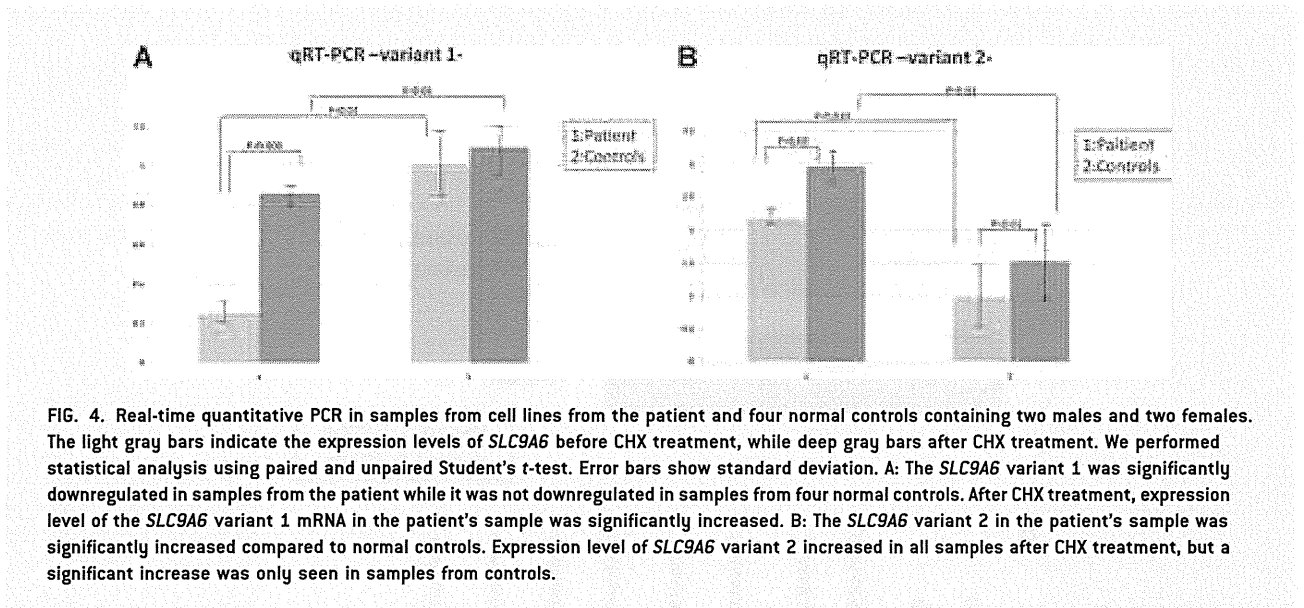 A
qRT-PCR –variant 1-
1:Patient
2:Controls
B
qRT-PCR –variant 2-
1:Paltient
2:Controls
FIG. 4. Real-time quantitative PCR in samples from cell lines from the patient and four normal controls containing two males and two females.
The light gray bars indicate the expression levels of SLC9A6 before CHX treatment, while deep gray bars after CHX treatment. We performed
statistical analysis using paired and unpaired Student's t-test. Error bars show standard deviation. A: The SLC9A6 variant 1 was significantly
downregulated in samples from the patient while it was not downregulated in samples from four normal controls. After CHX treatment, expression
level of the SLC9A6 variant 1 mRNA in the patient's sample was significantly increased. B: The SLC9A6 variant 2 in the patient's sample was
significantly increased compared to normal controls. Expression level of SLC9A6 variant 2 increased in all samples after CHX treatment, but a
significant increase was only seen in samples from controls.